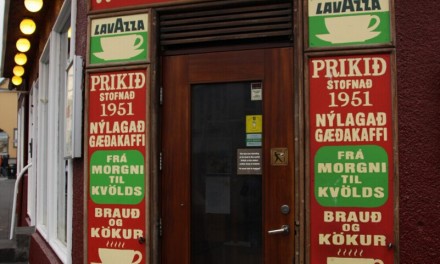 LAVAZZA
PRIKIÐ
STOFNAÐ
1951
NÝLAGAÐ
GÆÐAKAFFI
FRÁ
MORGNI
TIL
KVÖLDS
BRAUÐ
OG
KÖKUR
LAVAZZA
PRIKIÐ
STOFNAÐ
1951
NÝLAGAÐ
GÆÐAKAFFI
FRÁ
MORGNI
TIL
KVÖLDS
BRAUÐ
OG
KÖKUR